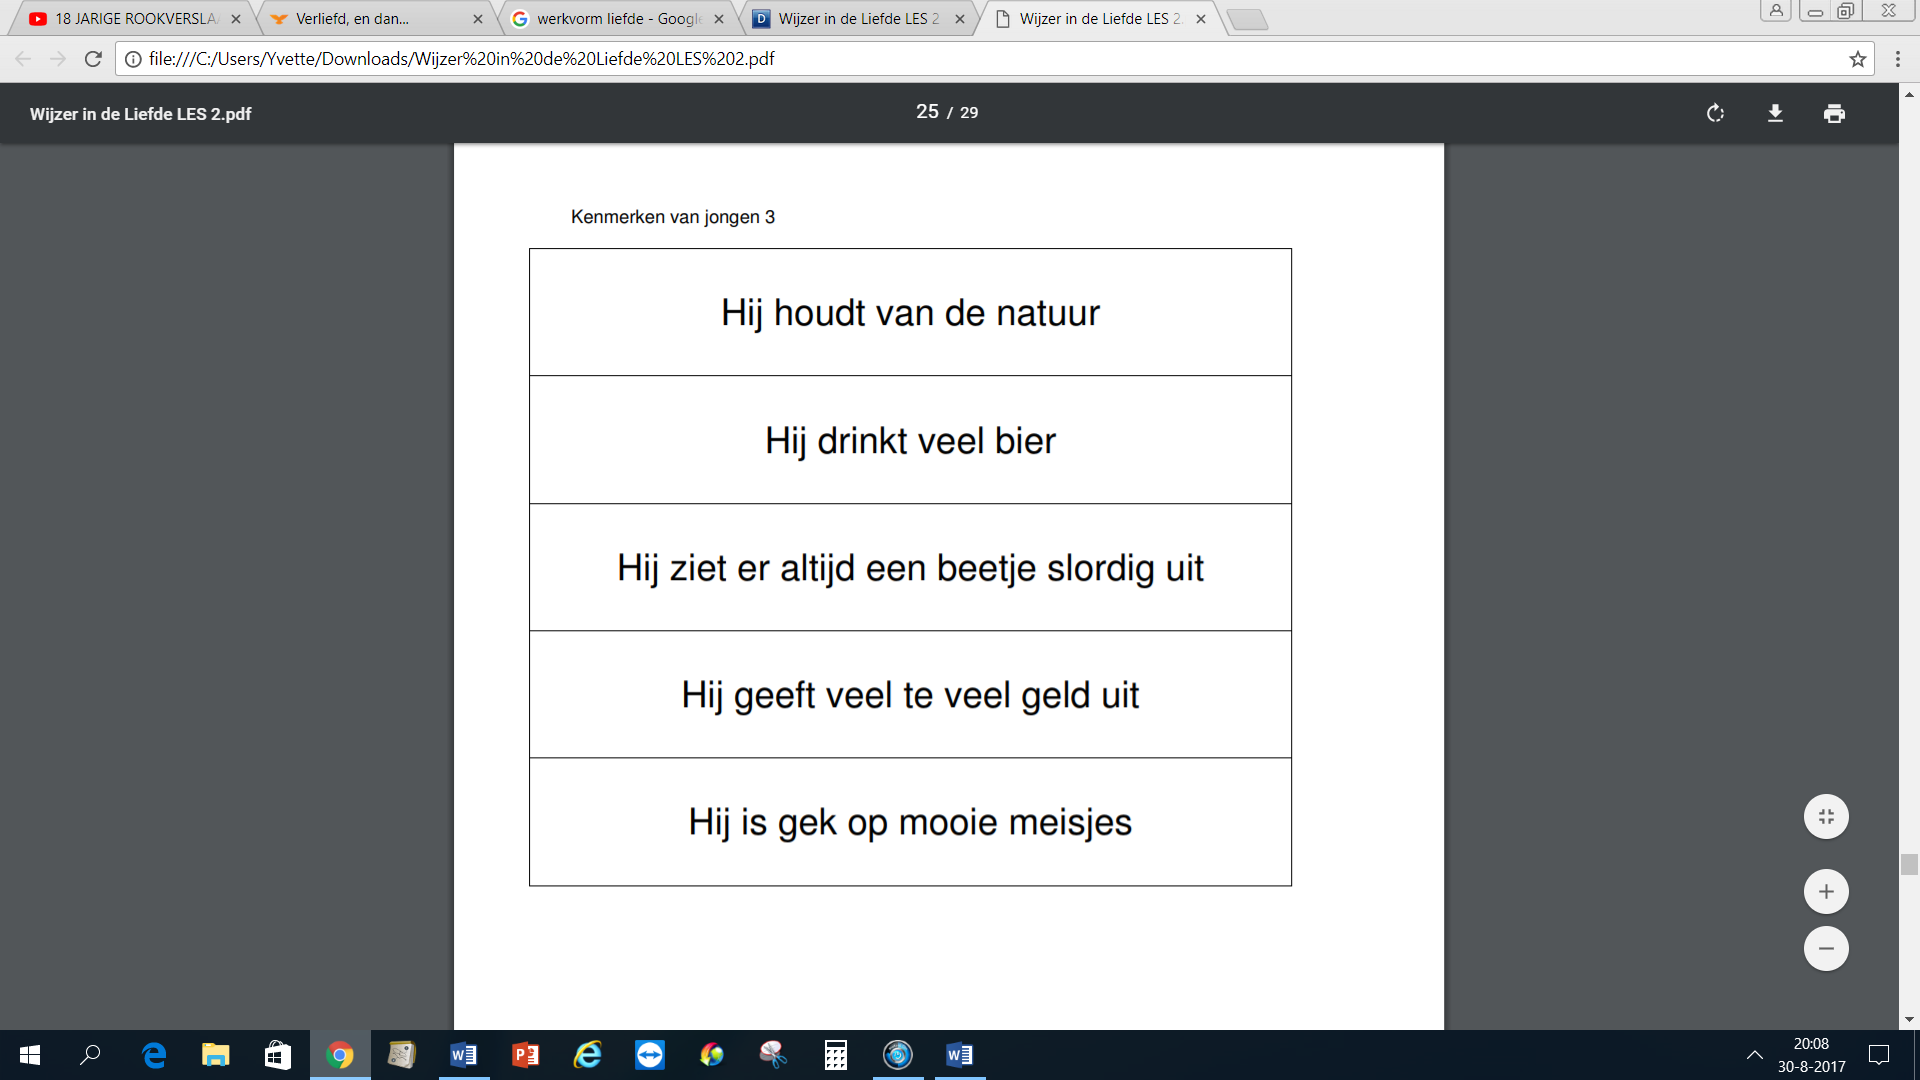 18 JARIGE ROOKVERSLA
Verliefd, en dan...
werkvorm liefde - Google
Wijzer in de Liefde LES 2
Wijzer in de Liefde LES 2.
file:///C:/Users/Yvette/Downloads/Wijzer%20in%20de%20Liefde%20LES%202.pdf
Wijzer in de Liefde LES 2.pdf
25 / 29
Kenmerken van jongen 3
Hij houdt van de natuur
Hij drinkt veel bier
Hij ziet er altijd een beetje slordig uit
Hij geeft veel te veel geld uit
Hij is gek op mooie meisjes
20:08
30-8-2017